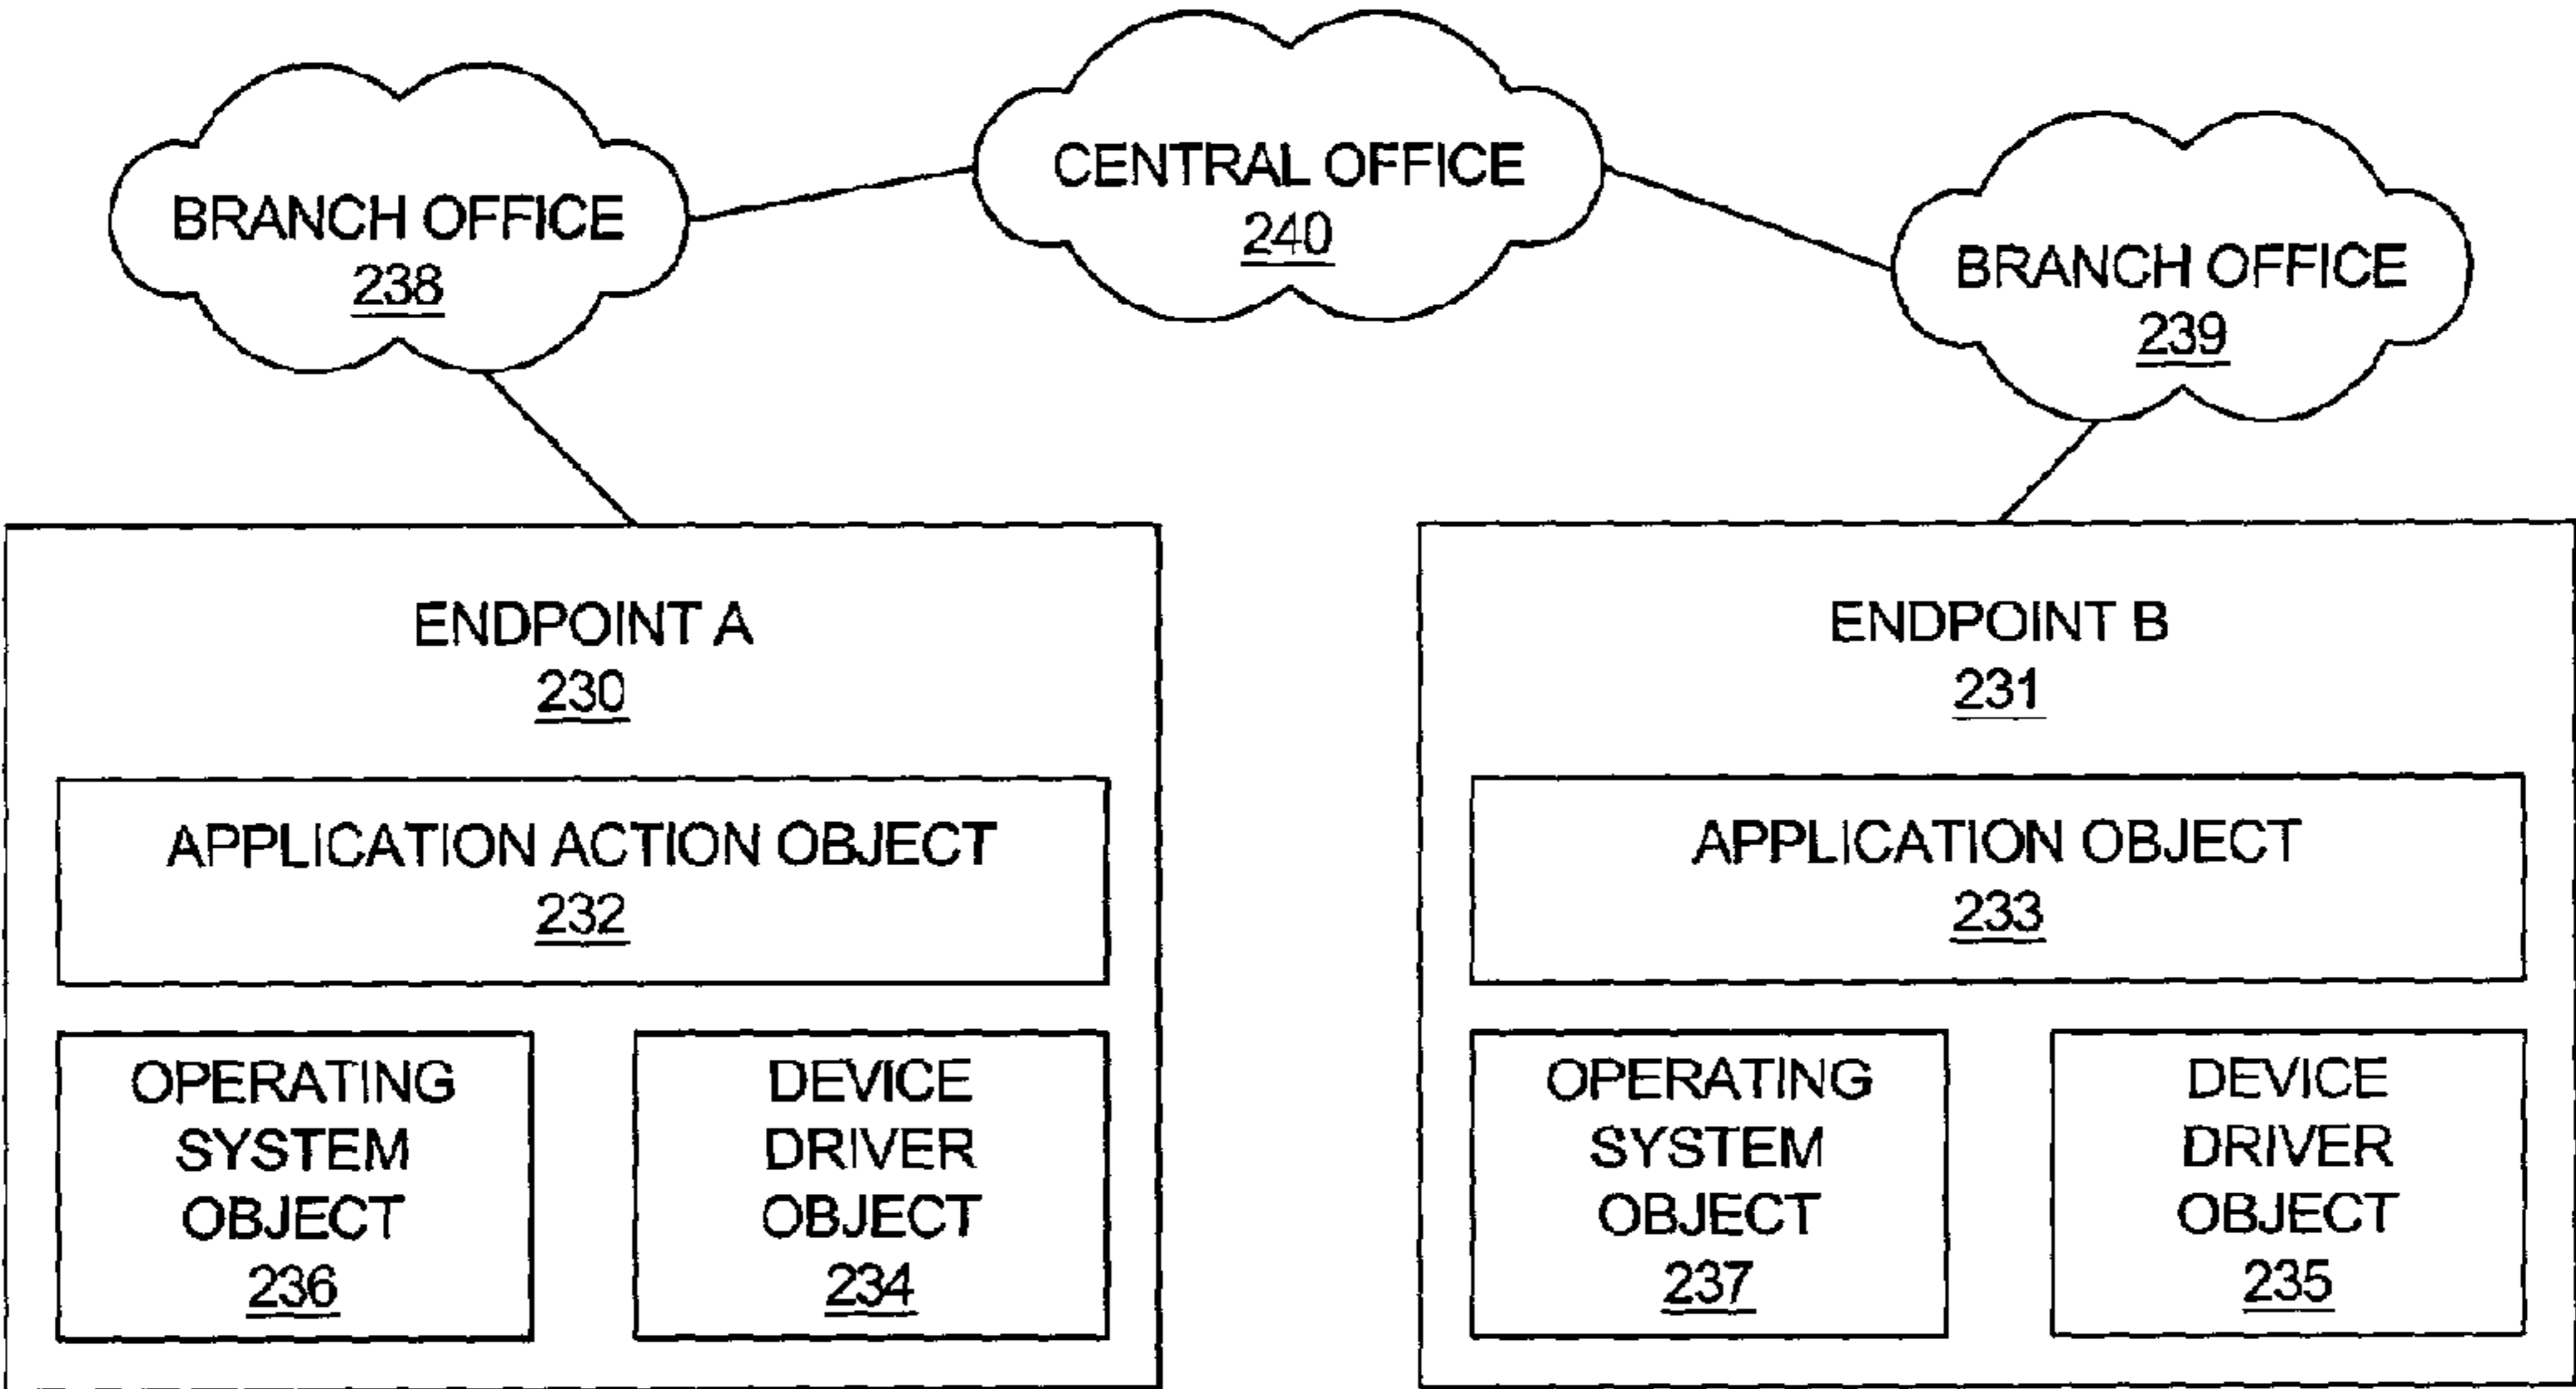 CENTRAL OFFICE
240
BRANCH OFFICE
238
BRANCH OFFICE
239
ENDPOINT A
230
APPLICATION ACTION OBJECT
232
OPERATING
SYSTEM
OBJECT
236
DEVICE
DRIVER
OBJECT
234
ENDPOINT B
231
APPLICATION OBJECT
233
OPERATING
SYSTEM
OBJECT
237
DEVICE
DRIVER
OBJECT
235